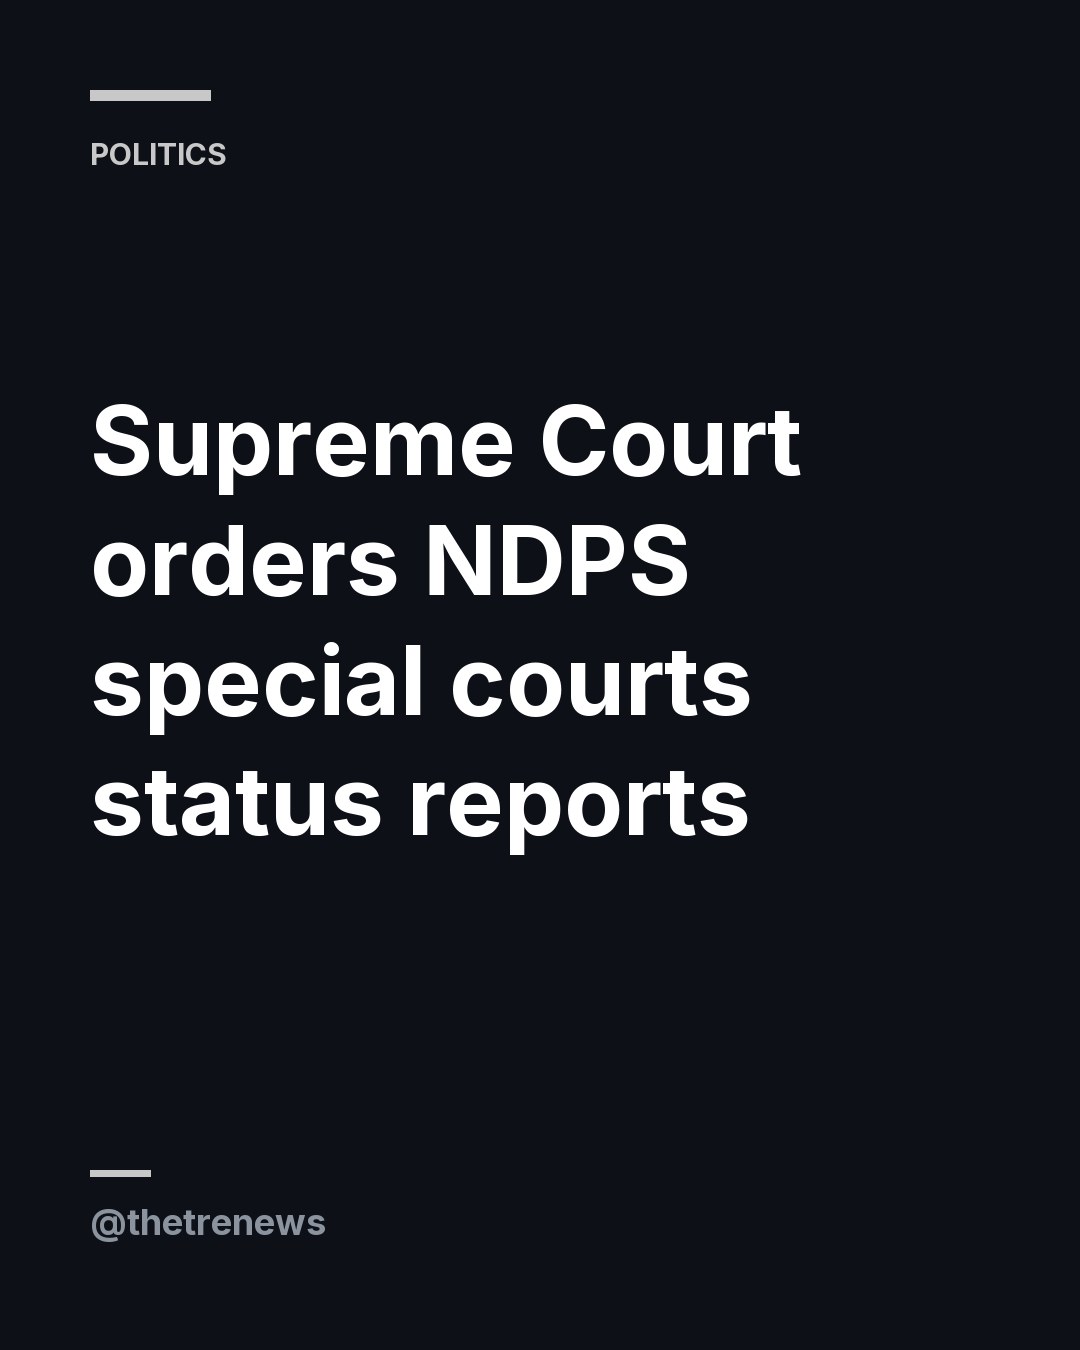 POLITICS
Supreme Court
orders NDPS
special courts
status reports
@thetrenews